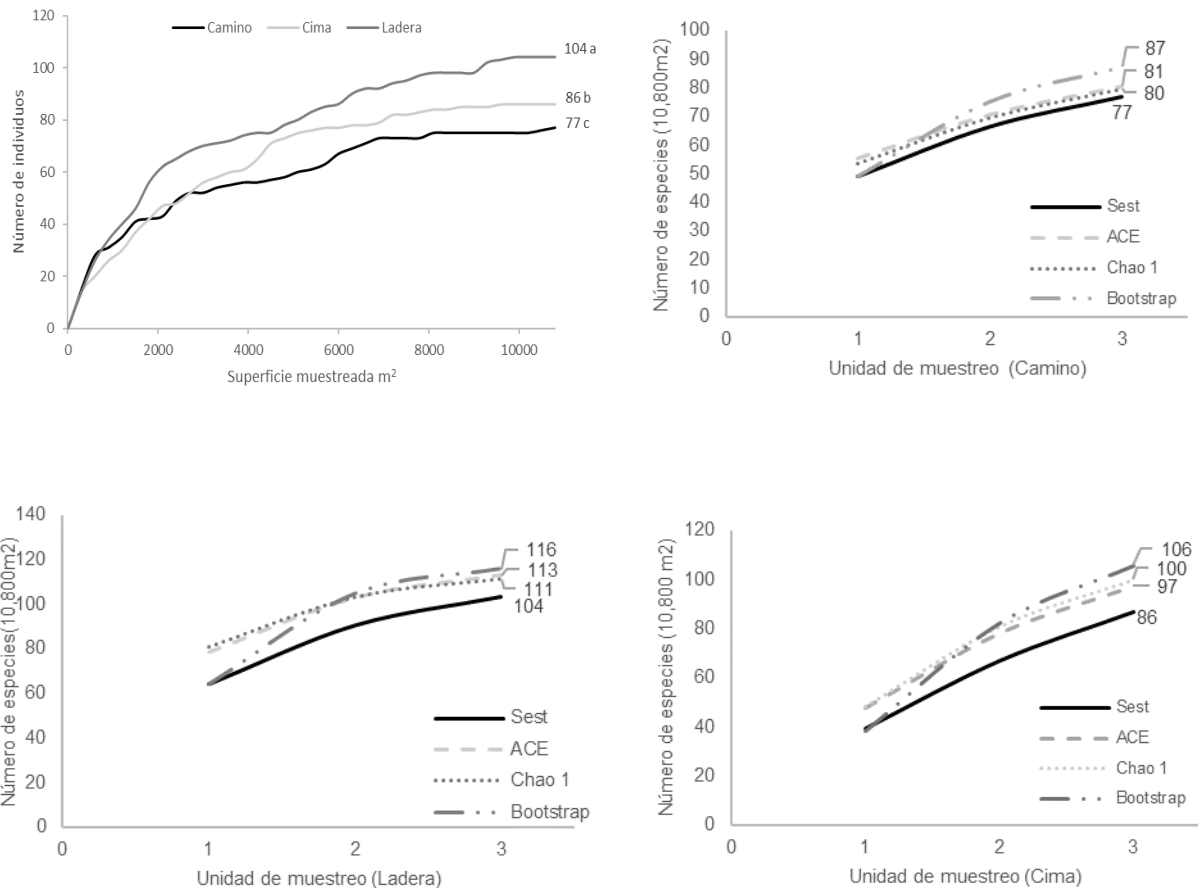 120
100
80
60
40
20
0
Número de individuos
Camino Cima Ladera
104 a
86 b
77 c
0 2000 4000 6000 8000 10000
Superficie muestreada m²
100
90
80
70
60
50
40
30
20
10
0
Número de especies (10,800m2)
87
81
80
77
Sest
ACE
Chao 1
Bootstrap
0 1 2 3
Unidad de muestreo (Camino)
140
120
100
80
60
40
20
0
Número de especies(10,800m2)
116
113
111
104
Sest
ACE
Chao 1
Bootstrap
0 1 2 3
Unidad de muestreo (Ladera)
120
100
80
60
40
20
0
Número de especies (10,800 m2)
106
100
97
86
Sest
ACE
Chao 1
Bootstrap
0 1 2 3
Unidad de muestreo (Cima)